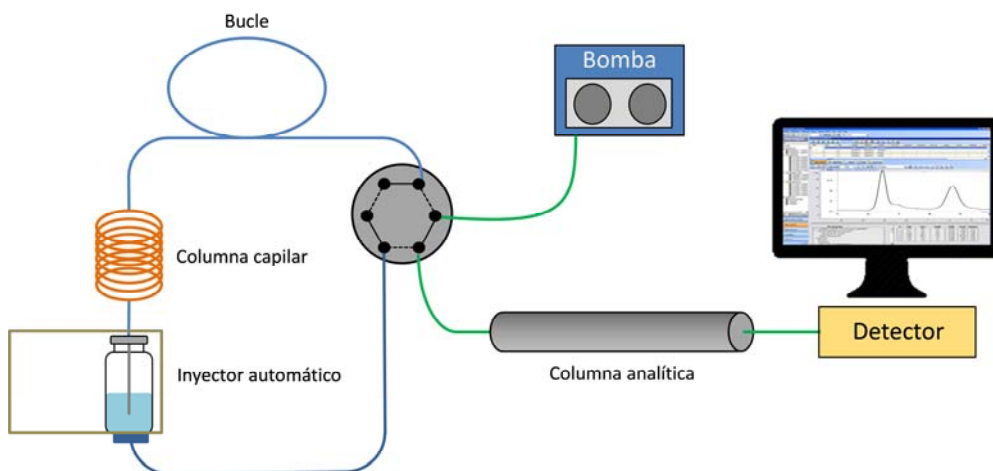 Bucle
Bomba
Columna capilar
Inyector automático
Columna analítica
Detector